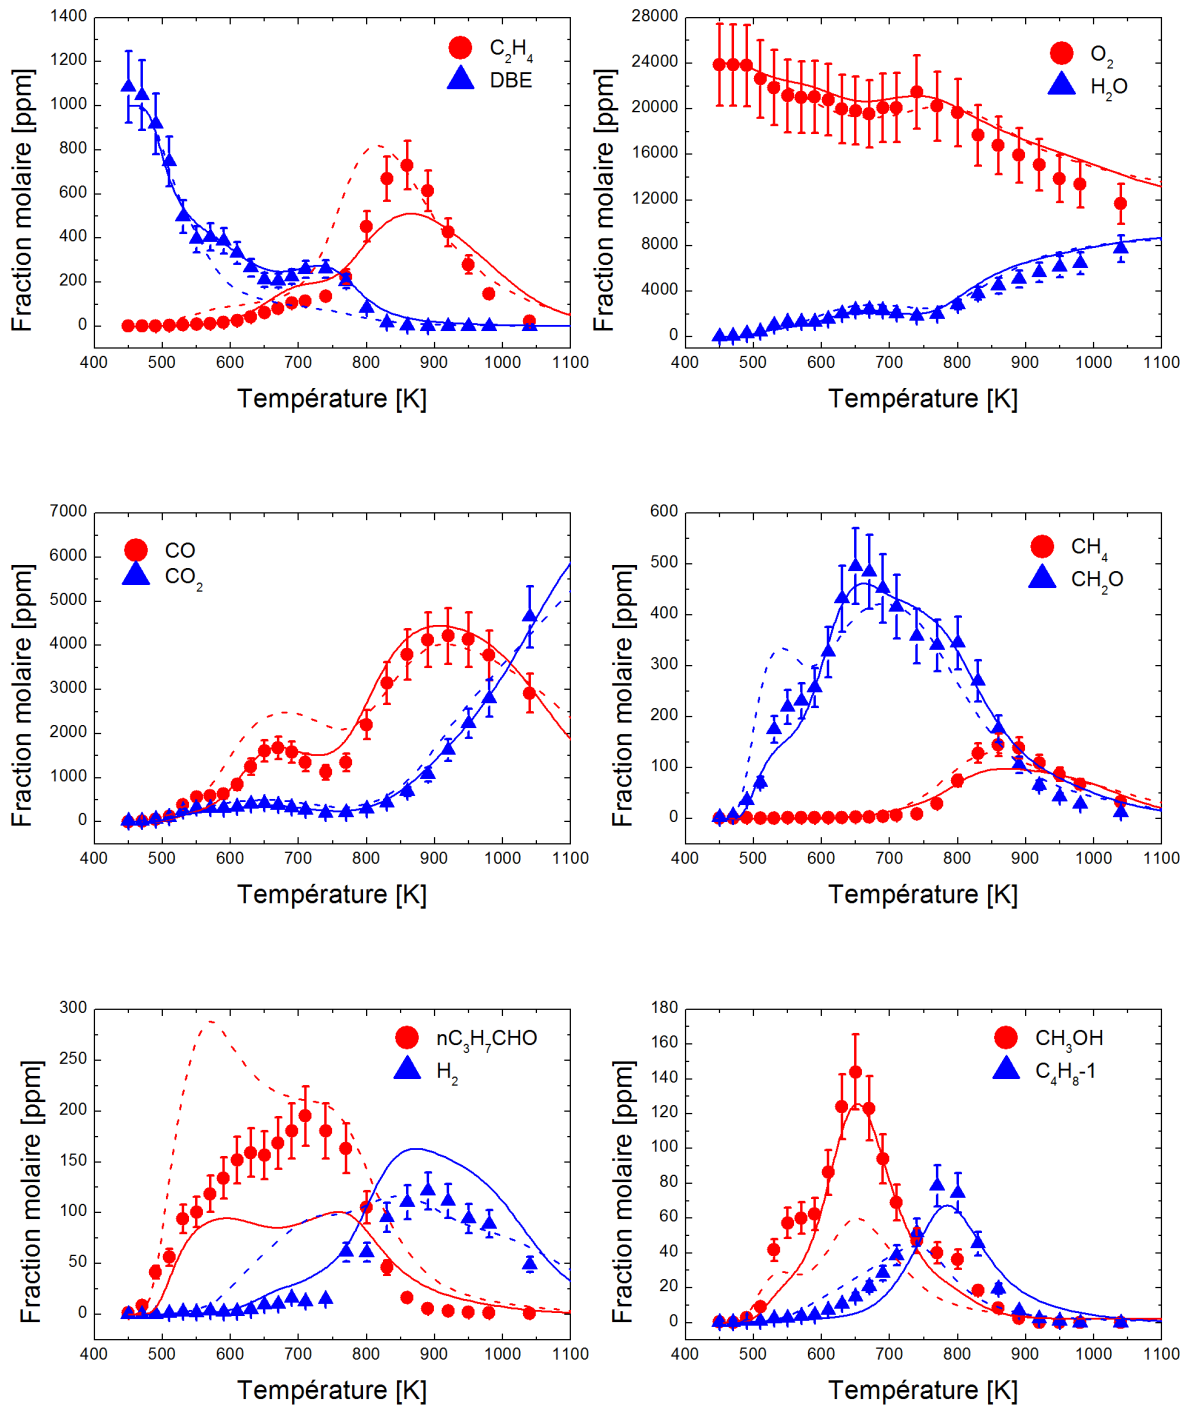 1400
1200
1000
800
600
400
200
0
Fraction molaire [ppm]
C₂H₄
DBE
400 500 600 700 800 900 1000 1100
Température [K]
28000
24000
20000
16000
12000
8000
4000
0
Fraction molaire [ppm]
O₂
H₂O
400 500 600 700 800 900 1000 1100
Température [K]
7000
6000
5000
4000
3000
2000
1000
0
Fraction molaire [ppm]
CO
CO₂
400 500 600 700 800 900 1000 1100
Température [K]
600
500
400
300
200
100
0
Fraction molaire [ppm]
CH₄
CH₂O
400 500 600 700 800 900 1000 1100
Température [K]
300
250
200
150
100
50
0
Fraction molaire [ppm]
nC₃H₇CHO
H₂
400 500 600 700 800 900 1000 1100
Température [K]
180
160
140
120
100
80
60
40
20
0
Fraction molaire [ppm]
CH₃OH
C₄H₈-1
400 500 600 700 800 900 1000 1100
Température [K]